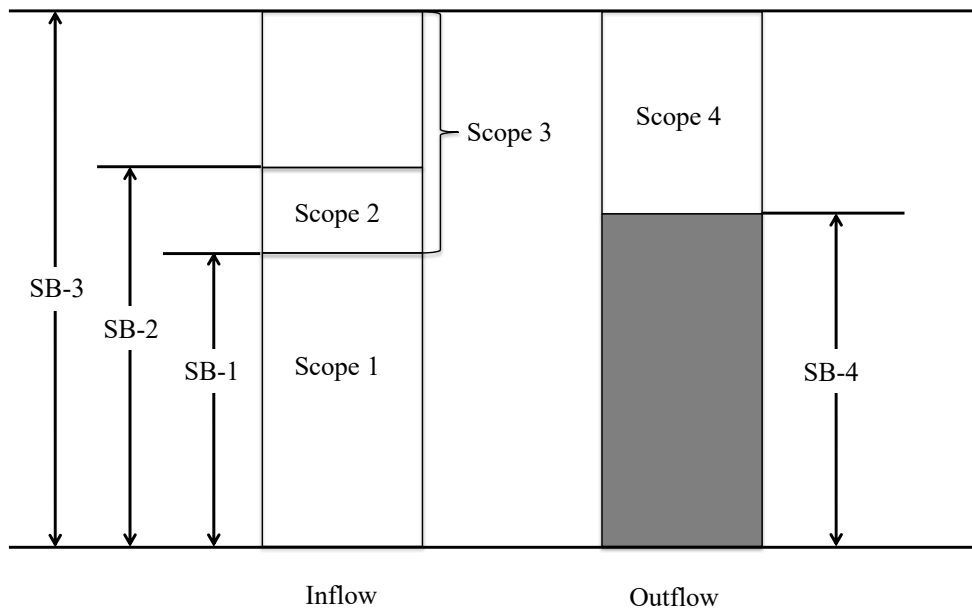 Scope 4
Scope 3
Scope 2
SB-3
SB-2
SB-1
Scope 1
SB-4
Inflow
Outflow